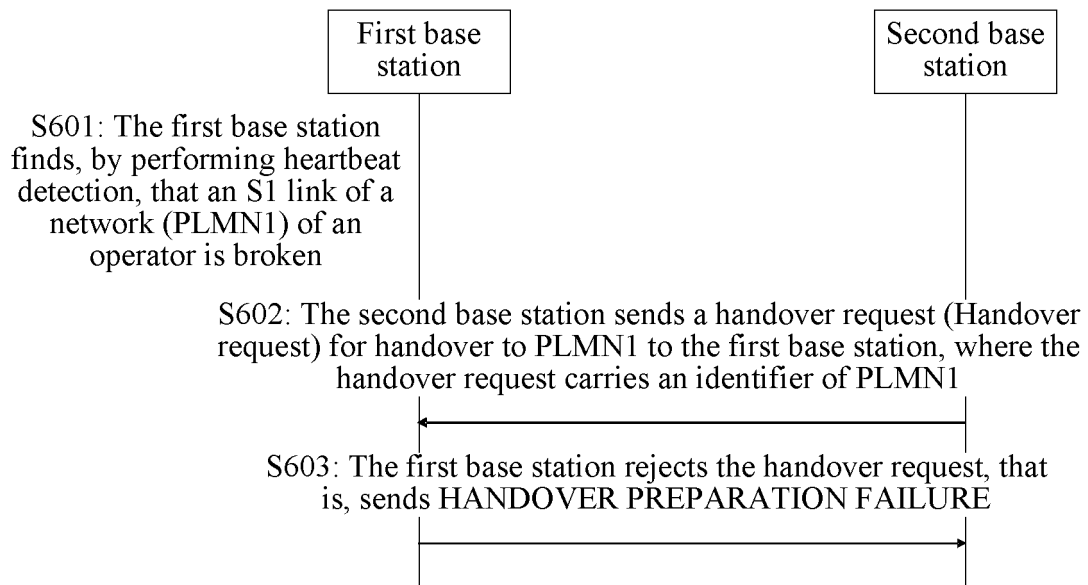 First base
station
Second base
station
S601: The first base station
finds, by performing heartbeat
detection, that an S1 link of a
network (PLMN1) of an
operator is broken
S602: The second base station sends a handover request (Handover
request) for handover to PLMN1 to the first base station, where the
handover request carries an identifier of PLMN1
S603: The first base station rejects the handover request, that
is, sends HANDOVER PREPARATION FAILURE